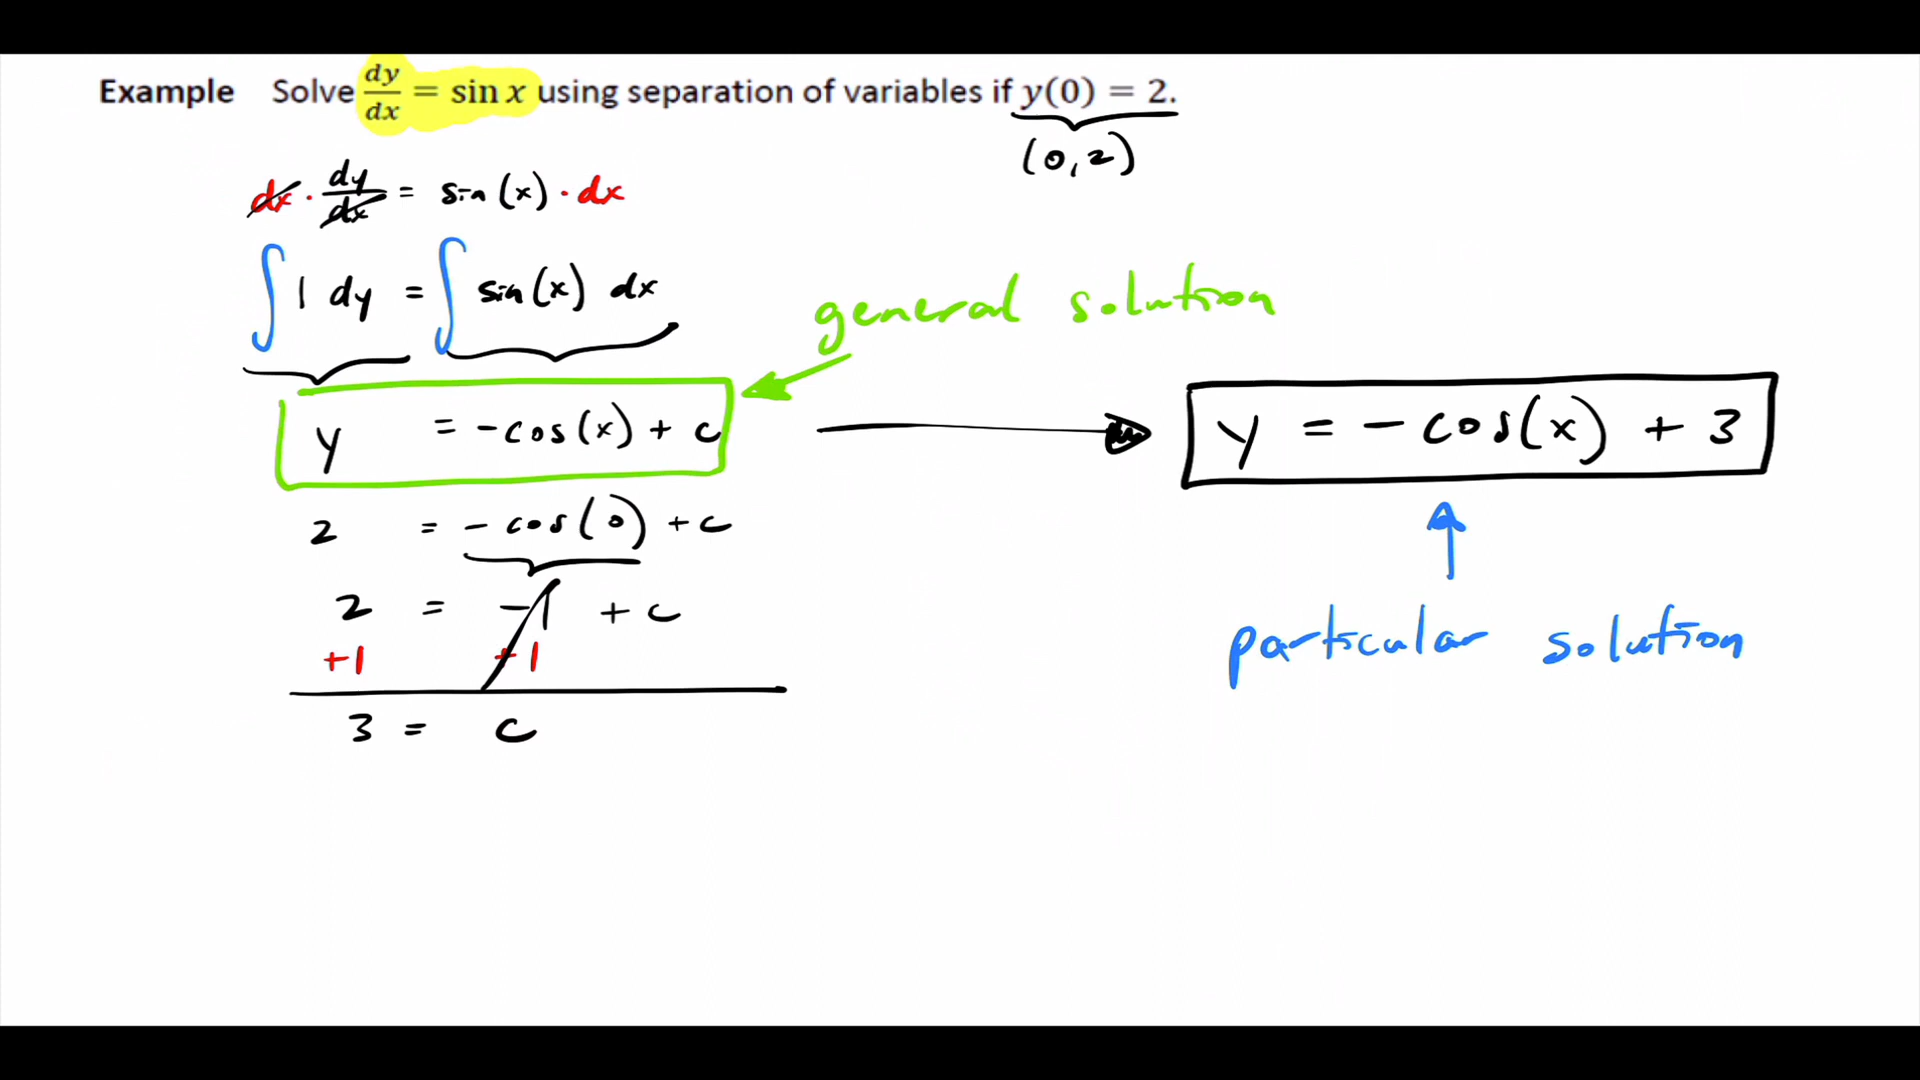 Example Solve dy/dx = sin x using separation of variables if y(0) = 2.
(0,2)
dx · dy/dx = sin(x) · dx
∫ 1 dy = ∫ sin(x) dx
general solution
y = -cos(x) + c
y = -cos(x) + 3
2 = -cos(0) + c
2 = -1 + c
+1 +1
particular solution
3 = c